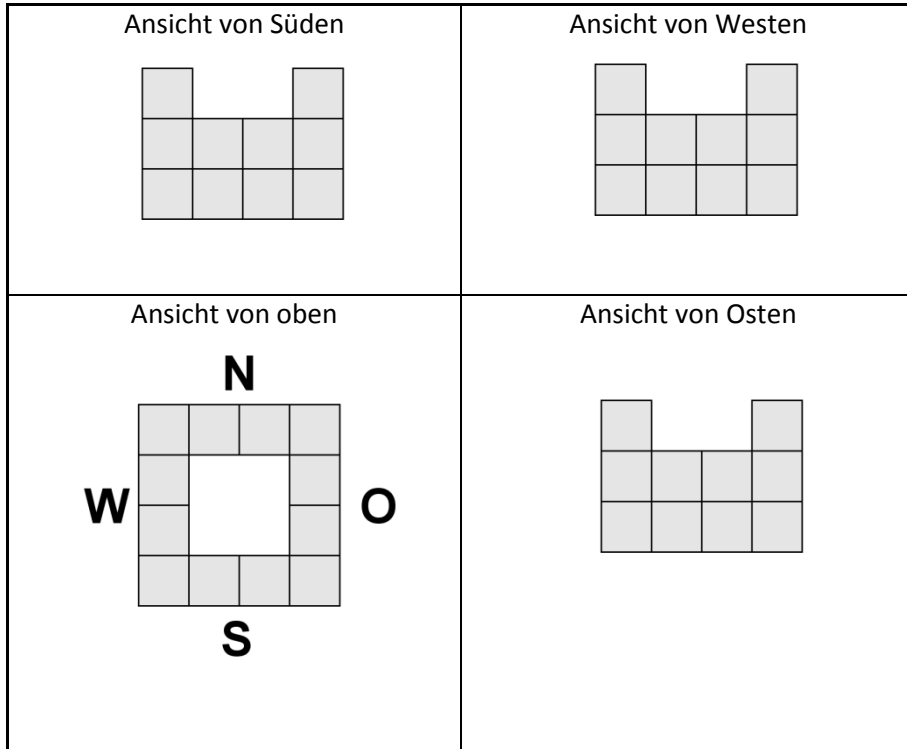 Ansicht von Süden
Ansicht von Westen
Ansicht von oben
N
W
O
S
Ansicht von Osten